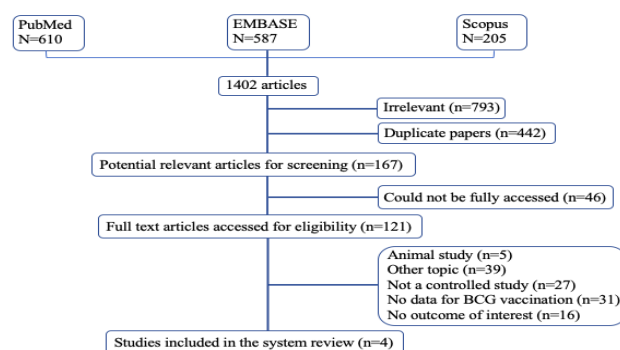 PubMed
N=610
EMBASE
N=587
Scopus
N=205
1402 articles
Irrelevant (n=793)
Duplicate papers (n=442)
Potential relevant articles for screening (n=167)
Could not be fully accessed (n=46)
Full text articles accessed for eligibility (n=121)
Animal study (n=5)
Other topic (n=39)
Not a controlled study (n=27)
No data for BCG vaccination (n=31)
No outcome of interest (n=16)
Studies included in the system review (n=4)